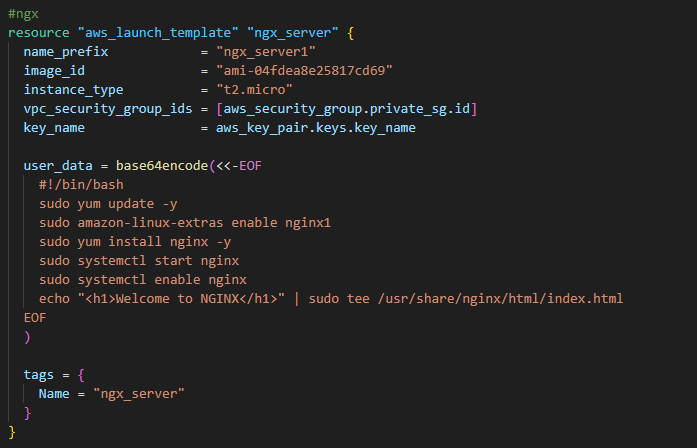 #ngx
resource "aws_launch_template" "ngx_server" {
  name_prefix            = "ngx_server1"
  image_id               = "ami-04fdea8e25817cd69"
  instance_type          = "t2.micro"
  vpc_security_group_ids = [aws_security_group.private_sg.id]
  key_name               = aws_key_pair.keys.key_name

  user_data = base64encode(<<-EOF
    #!/bin/bash
    sudo yum update -y
    sudo amazon-linux-extras enable nginx1
    sudo yum install nginx -y
    sudo systemctl start nginx
    sudo systemctl enable nginx
    echo "<h1>Welcome to NGINX</h1>" | sudo tee /usr/share/nginx/html/index.html
  EOF
  )

  tags = {
    Name = "ngx_server"
  }
}